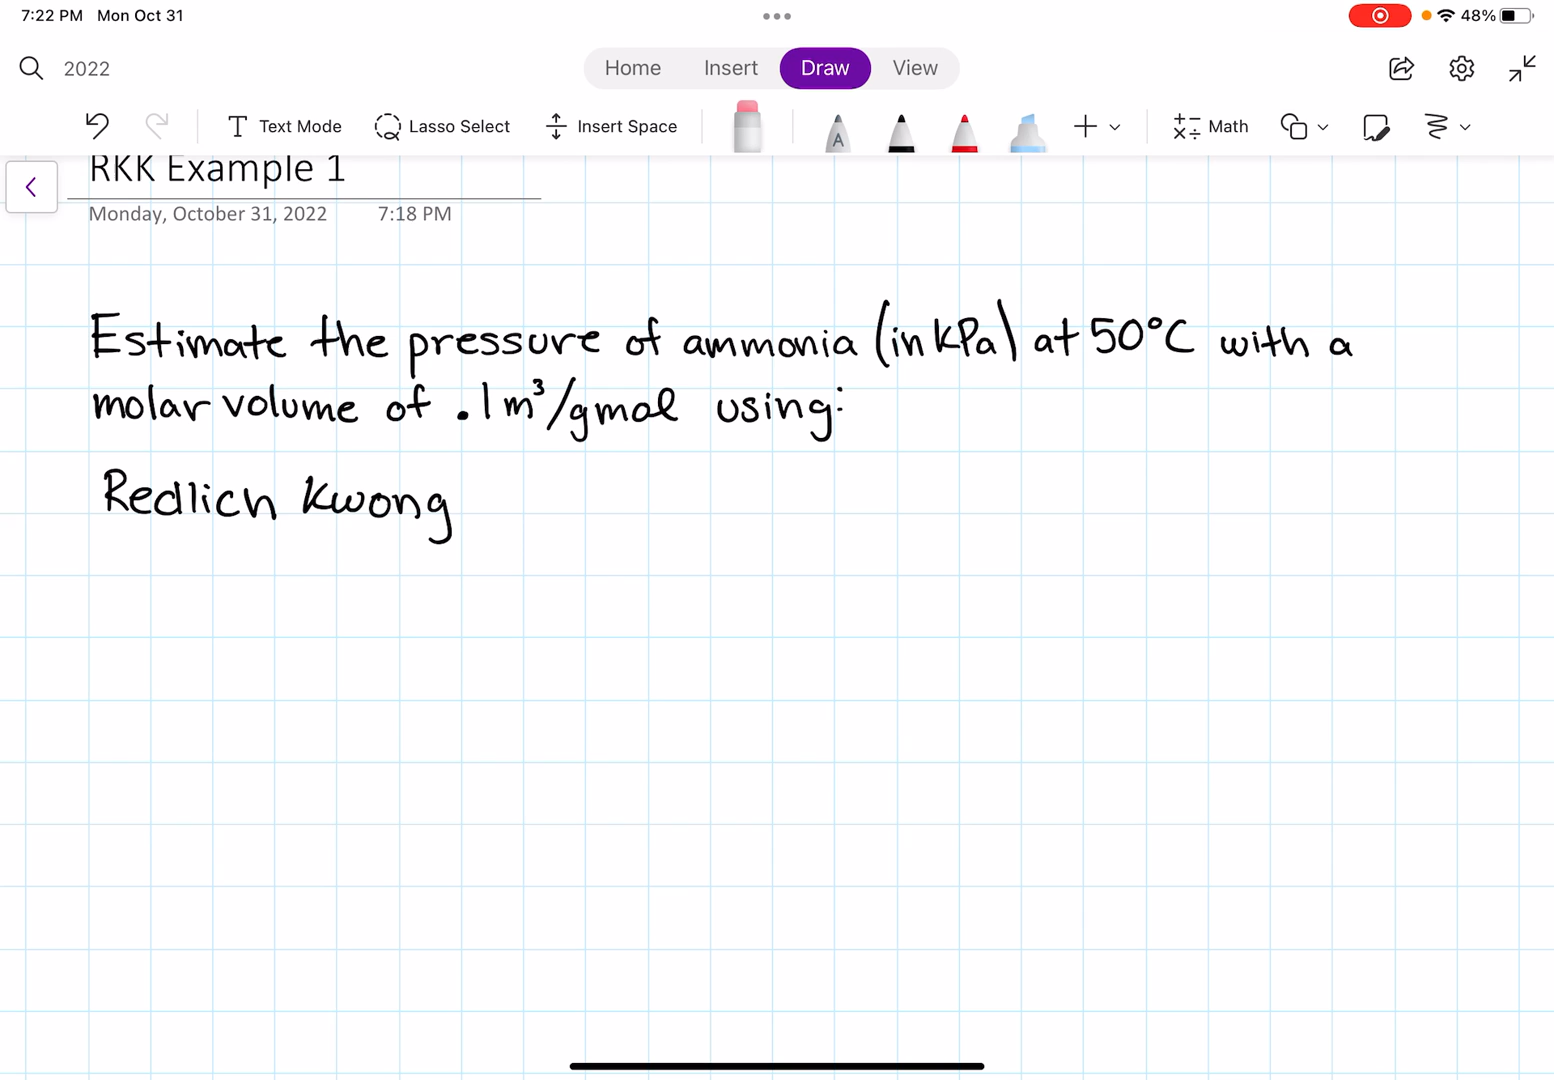 7:22 PM Mon Oct 31
48%
2022
Home Insert Draw View
Text Mode Lasso Select Insert Space A Math
RKK Example 1
Monday, October 31, 2022 7:18 PM
Estimate the pressure of ammonia (in kPa) at 50°C with a
molar volume of .1 m³/gmol using:
Redlich Kwong